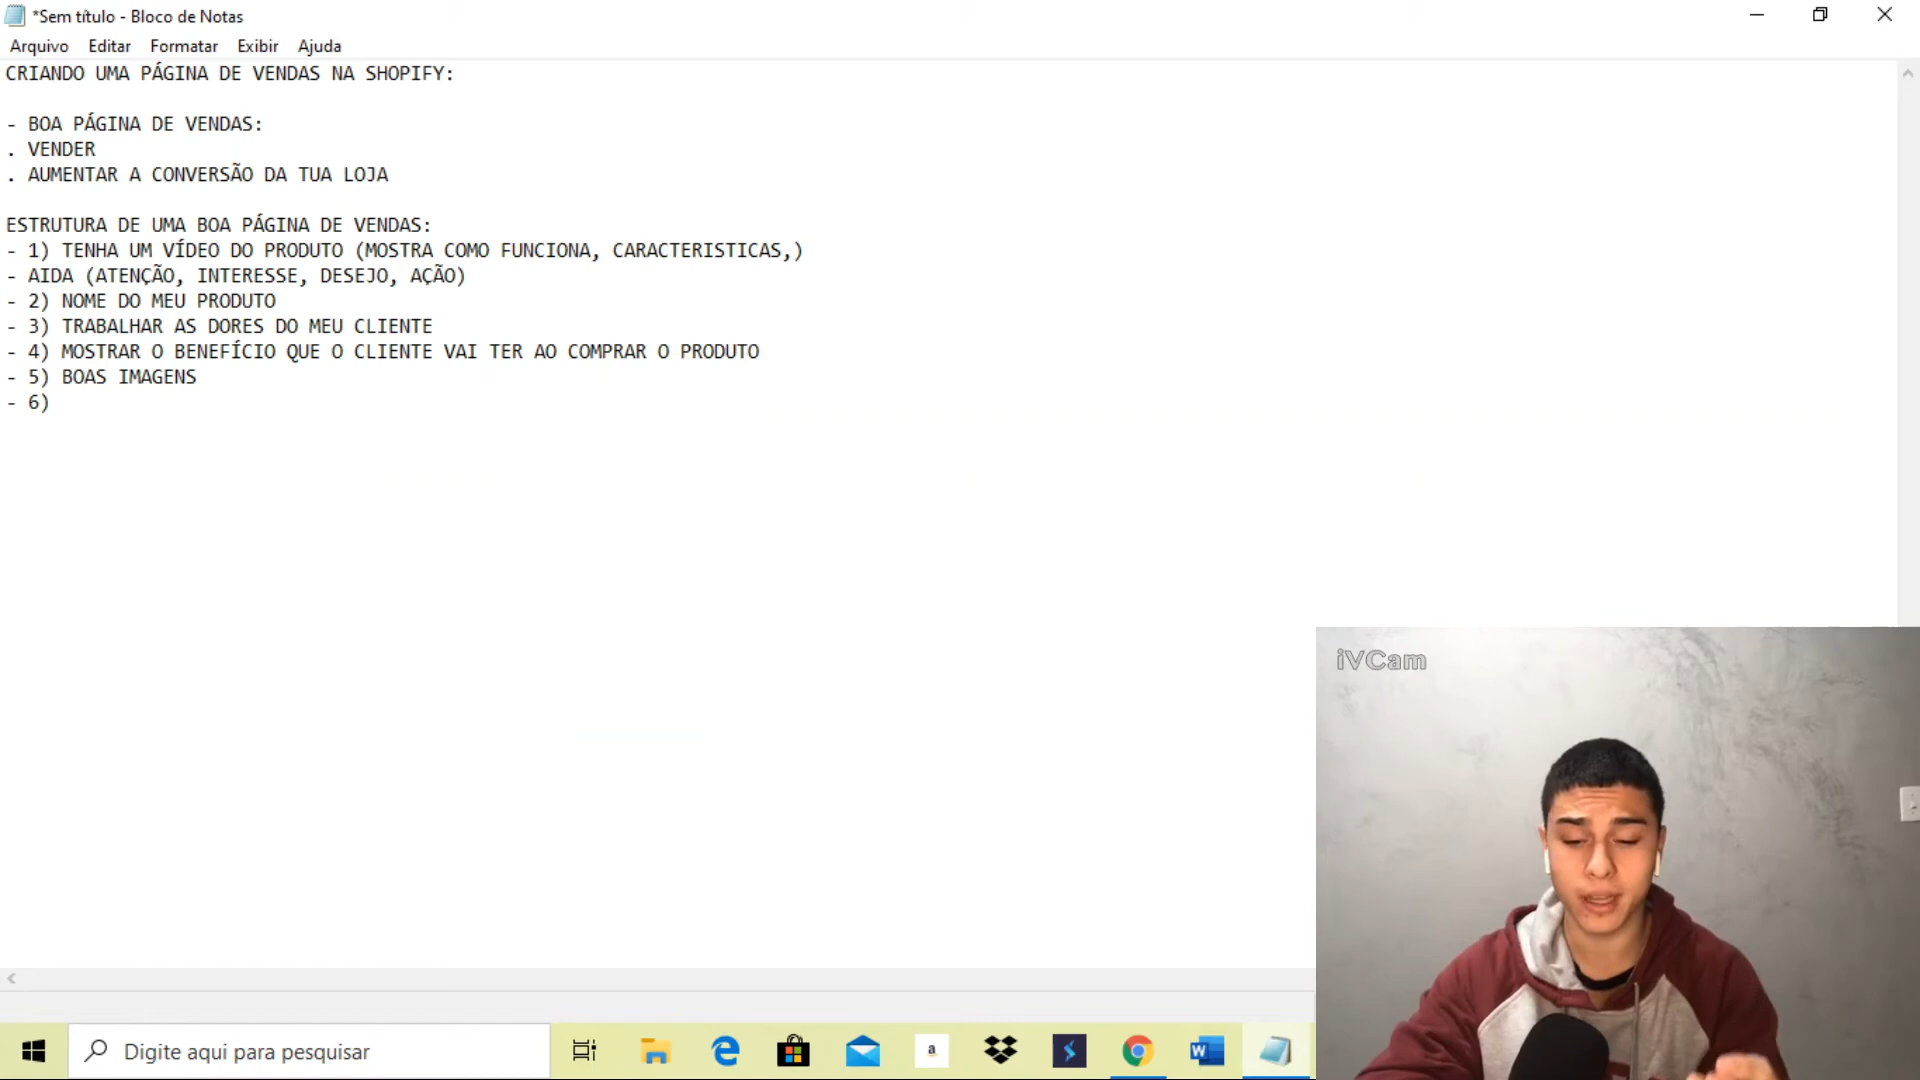 *Sem título - Bloco de Notas
Arquivo Editar Formatar Exibir Ajuda
CRIANDO UMA PÁGINA DE VENDAS NA SHOPIFY:
- BOA PÁGINA DE VENDAS:
. VENDER
. AUMENTAR A CONVERSÃO DA TUA LOJA
ESTRUTURA DE UMA BOA PÁGINA DE VENDAS:
- 1) TENHA UM VÍDEO DO PRODUTO (MOSTRA COMO FUNCIONA, CARACTERISTICAS,)
- AIDA (ATENÇÃO, INTERESSE, DESEJO, AÇÃO)
- 2) NOME DO MEU PRODUTO
- 3) TRABALHAR AS DORES DO MEU CLIENTE
- 4) MOSTRAR O BENEFÍCIO QUE O CLIENTE VAI TER AO COMPRAR O PRODUTO
- 5) BOAS IMAGENS
- 6)
iVCam
Digite aqui para pesquisar
a
W